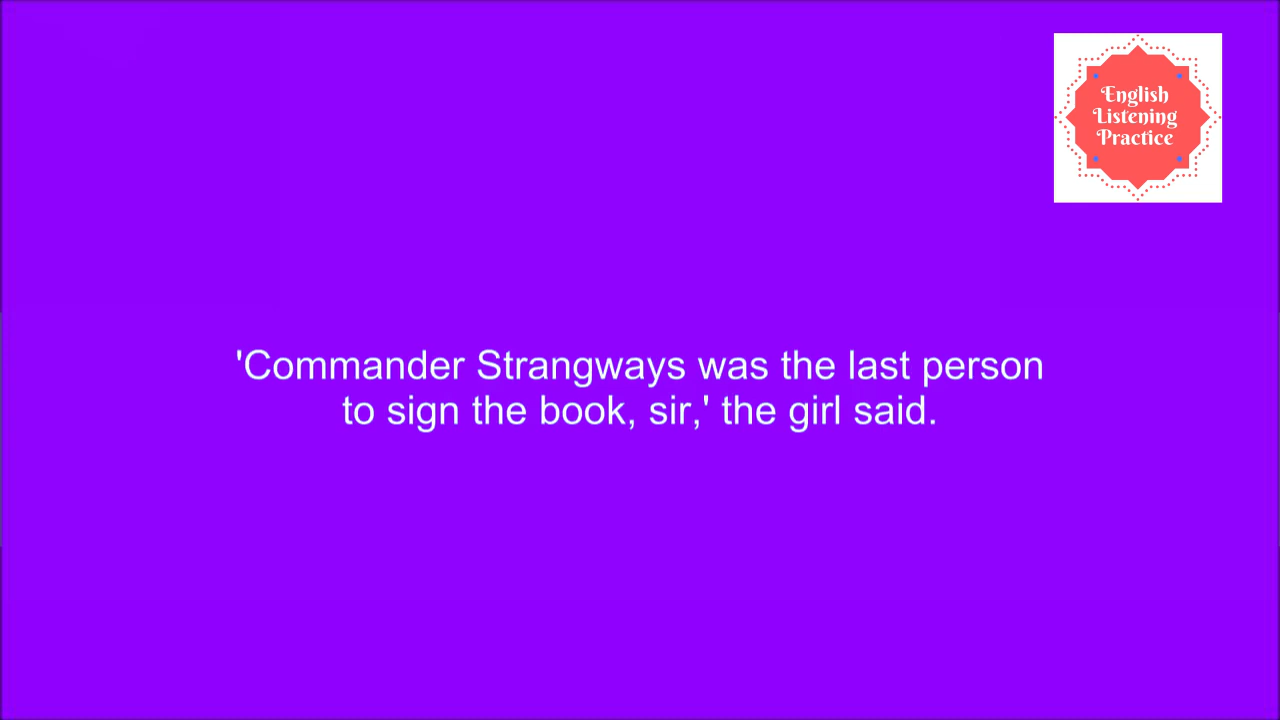 English
Listening
Practice
'Commander Strangways was the last person
to sign the book, sir,' the girl said.